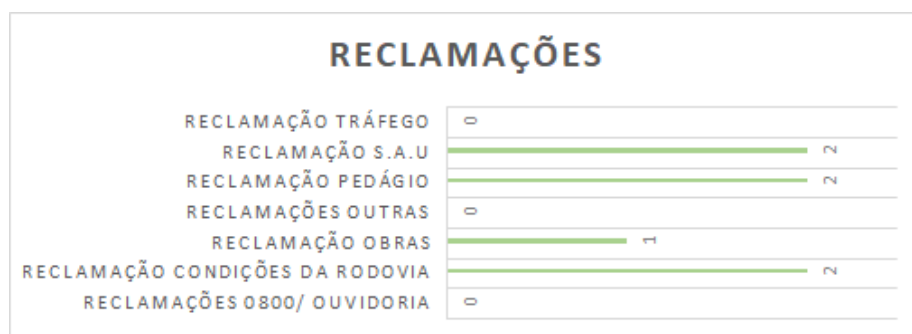 RECLAMAÇÕES
RECLAMAÇÃO TRÁFEGO 0
RECLAMAÇÃO S.A.U 2
RECLAMAÇÃO PEDÁGIO 2
RECLAMAÇÕES OUTRAS 0
RECLAMAÇÃO OBRAS 1
RECLAMAÇÃO CONDIÇÕES DA RODOVIA 2
RECLAMAÇÕES 0800/ OUVIDORIA 0